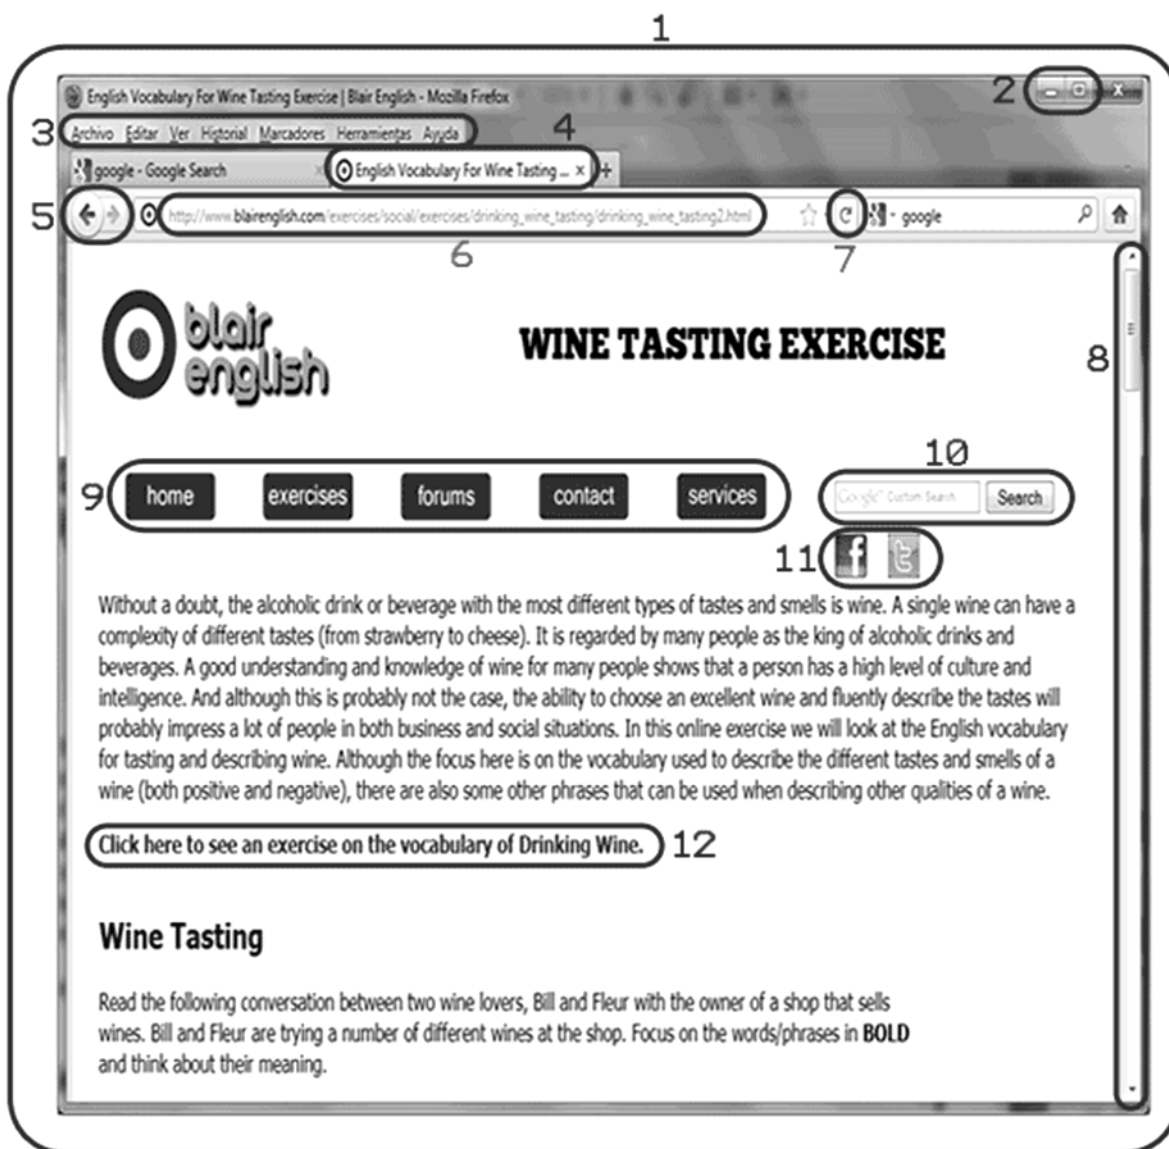 1
English Vocabulary For Wine Tasting Exercise | Blair English - Mozilla Firefox
2
X
3
Archivo Editar Ver Historial Marcadores Herramientas Ayuda
4
google - Google Search
English Vocabulary For Wine Tasting ...
5
http://www.blairenglish.com/exercises/social/exercises/drinking_wine_tasting/drinking_wine_tasting2.html
google
6
7
blair
english
WINE TASTING EXERCISE
8
10
9
home exercises forums contact services
Google™ Custom Search
Search
11
f t
Without a doubt, the alcoholic drink or beverage with the most different types of tastes and smells is wine. A single wine can have a
complexity of different tastes (from strawberry to cheese). It is regarded by many people as the king of alcoholic drinks and
beverages. A good understanding and knowledge of wine for many people shows that a person has a high level of culture and
intelligence. And although this is probably not the case, the ability to choose an excellent wine and fluently describe the tastes will
probably impress a lot of people in both business and social situations. In this online exercise we will look at the English vocabulary
for tasting and describing wine. Although the focus here is on the vocabulary used to describe the different tastes and smells of a
wine (both positive and negative), there are also some other phrases that can be used when describing other qualities of a wine.
Click here to see an exercise on the vocabulary of Drinking Wine.
12
Wine Tasting
Read the following conversation between two wine lovers, Bill and Fleur with the owner of a shop that sells
wines. Bill and Fleur are trying a number of different wines at the shop. Focus on the words/phrases in BOLD
and think about their meaning.